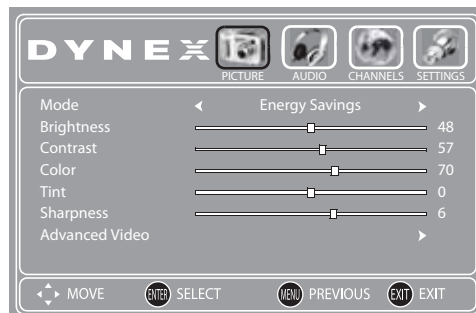 DYNEX
PICTURE AUDIO CHANNELS SETTINGS
Mode Energy Savings
Brightness 48
Contrast 57
Color 70
Tint 0
Sharpness 6
Advanced Video
MOVE ENTER SELECT MENU PREVIOUS EXIT EXIT